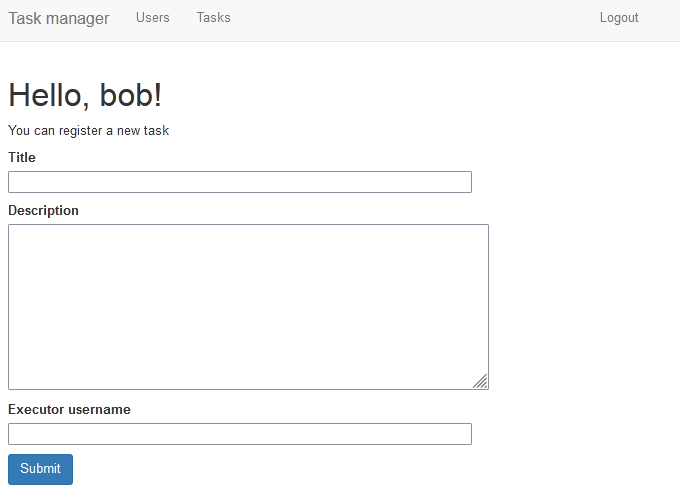 Task manager Users Tasks Logout
Hello, bob!
You can register a new task
Title
Description
Executor username
Submit